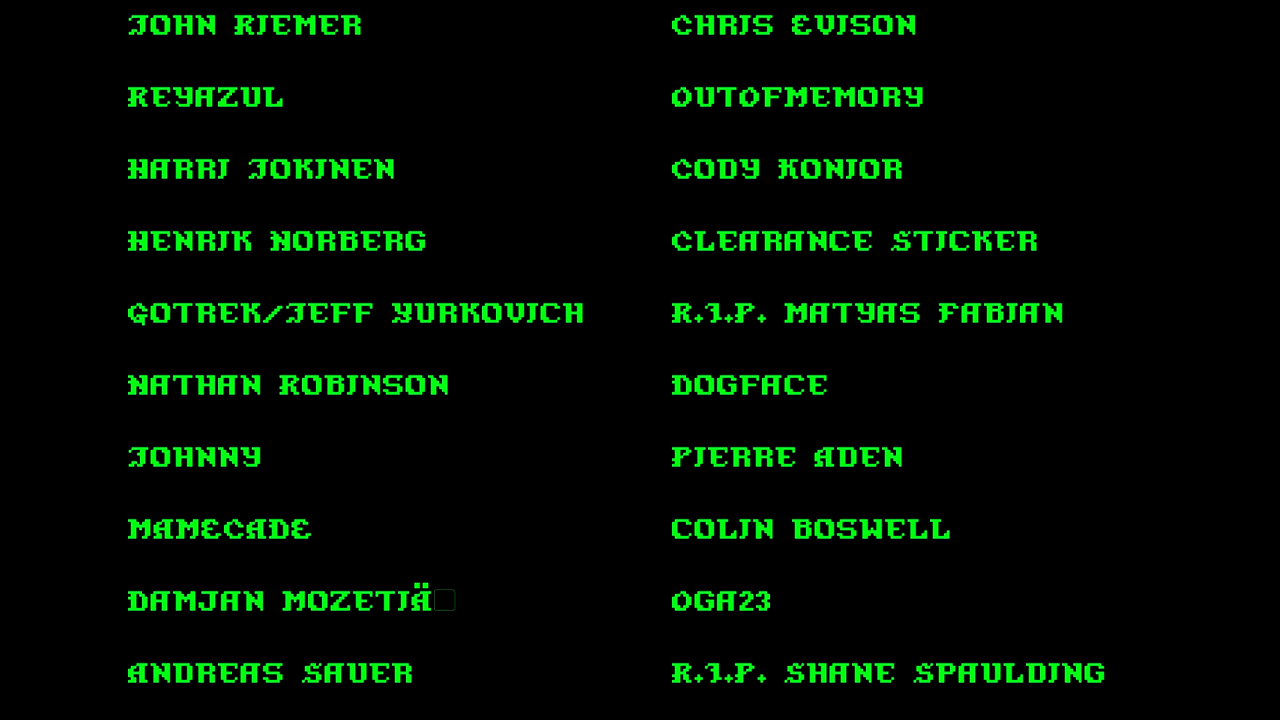 JOHN RIEMER
CHRIS EVISON
REYAZUL
OUTOFMEMORY
HARRI JOKINEN
CODY KONIOR
HENRIK NORBERG
CLEARANCE STICKER
GOTREK/JEFF YURKOVICH
R.I.P. MATYAS FABIAN
NATHAN ROBINSON
DOGFACE
JOHNNY
PIERRE ADEN
MAMECADE
COLIN BOSWELL
DAMJAN MOZETIÄ□
OGA23
ANDREAS SAUER
R.I.P. SHANE SPAULDING